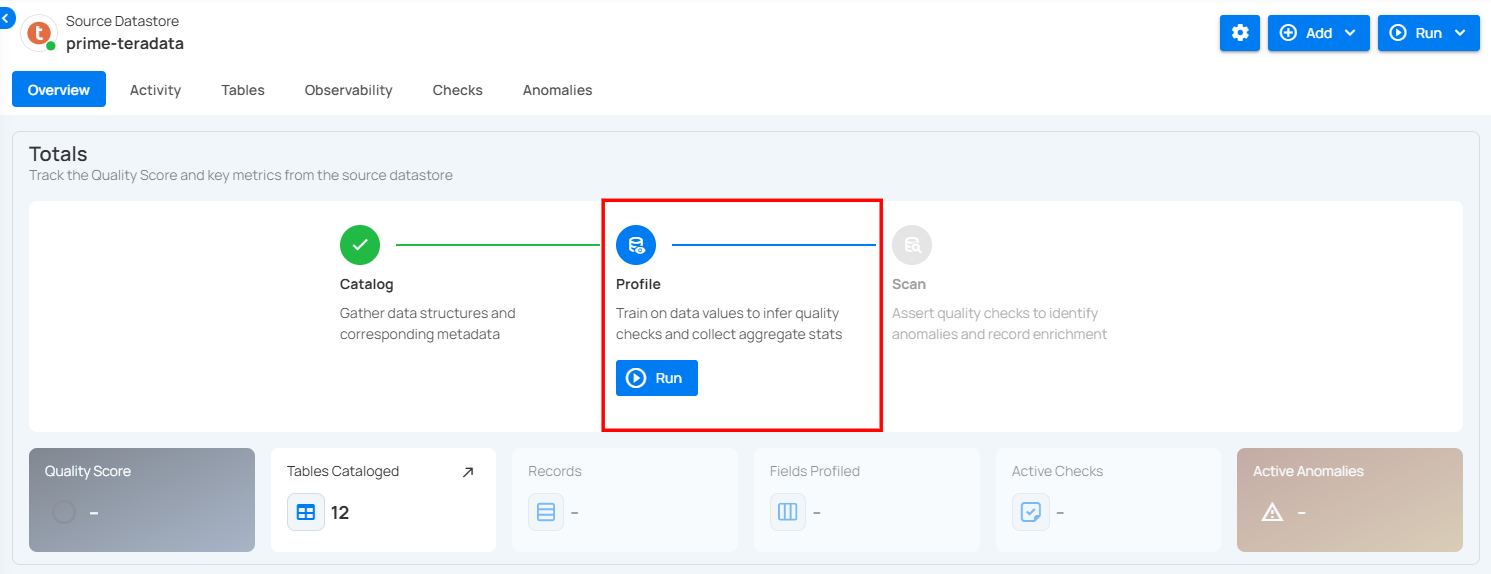 Source Datastore
t
prime-teradata
Add
Run
Overview
Activity
Tables
Observability
Checks
Anomalies
Totals
Track the Quality Score and key metrics from the source datastore
Catalog
Gather data structures and
corresponding metadata
Profile
Train on data values to infer quality
checks and collect aggregate stats
Run
Scan
Assert quality checks to identify
anomalies and record enrichment
Quality Score
–
Tables Cataloged
12
Records
–
Fields Profiled
–
Active Checks
–
Active Anomalies
–